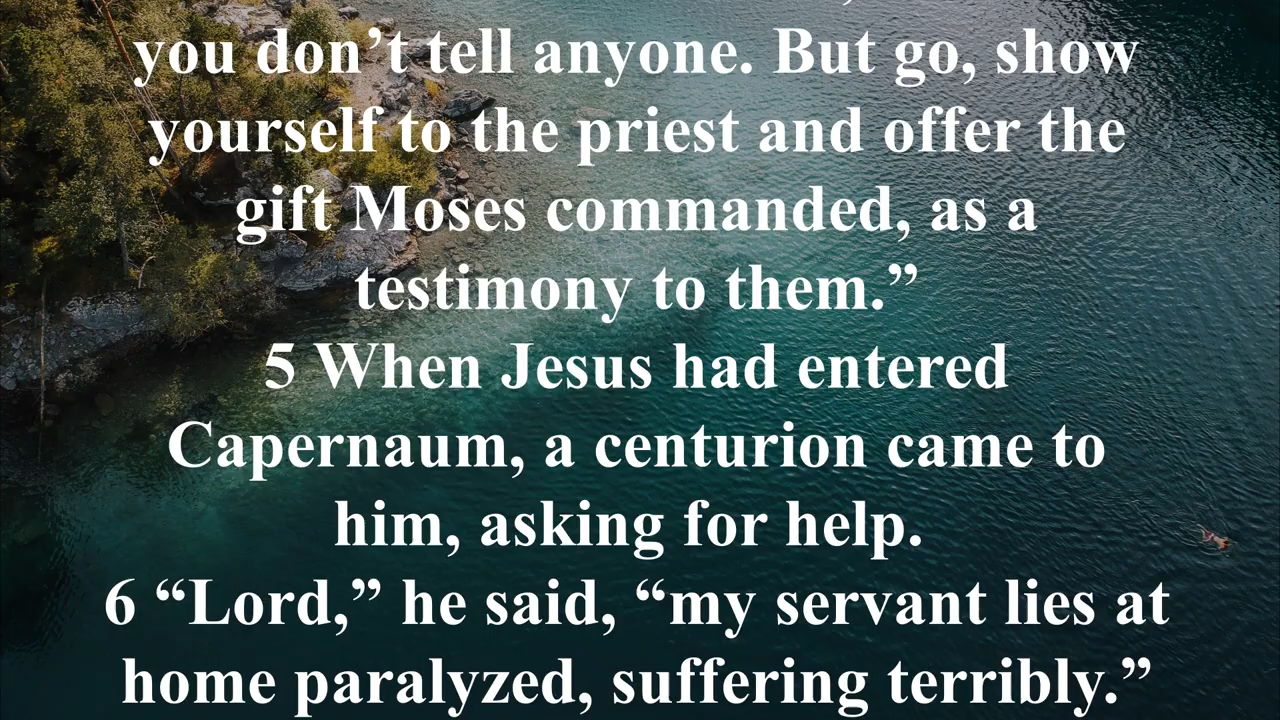 you don’t tell anyone. But go, show
yourself to the priest and offer the
gift Moses commanded, as a
testimony to them.”
5 When Jesus had entered
Capernaum, a centurion came to
him, asking for help.
6 “Lord,” he said, “my servant lies at
home paralyzed, suffering terribly.”